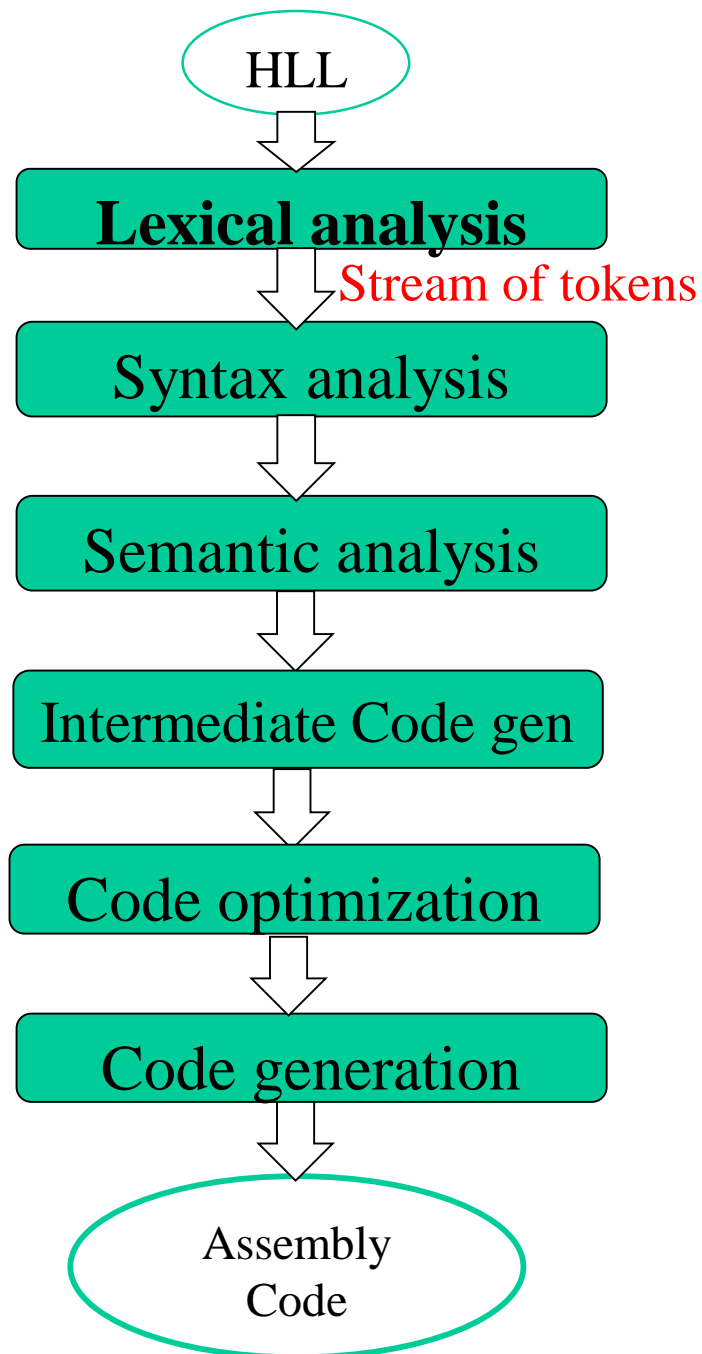 HLL
Lexical analysis
Stream of tokens
Syntax analysis
Semantic analysis
Intermediate Code gen
Code optimization
Code generation
Assembly
Code